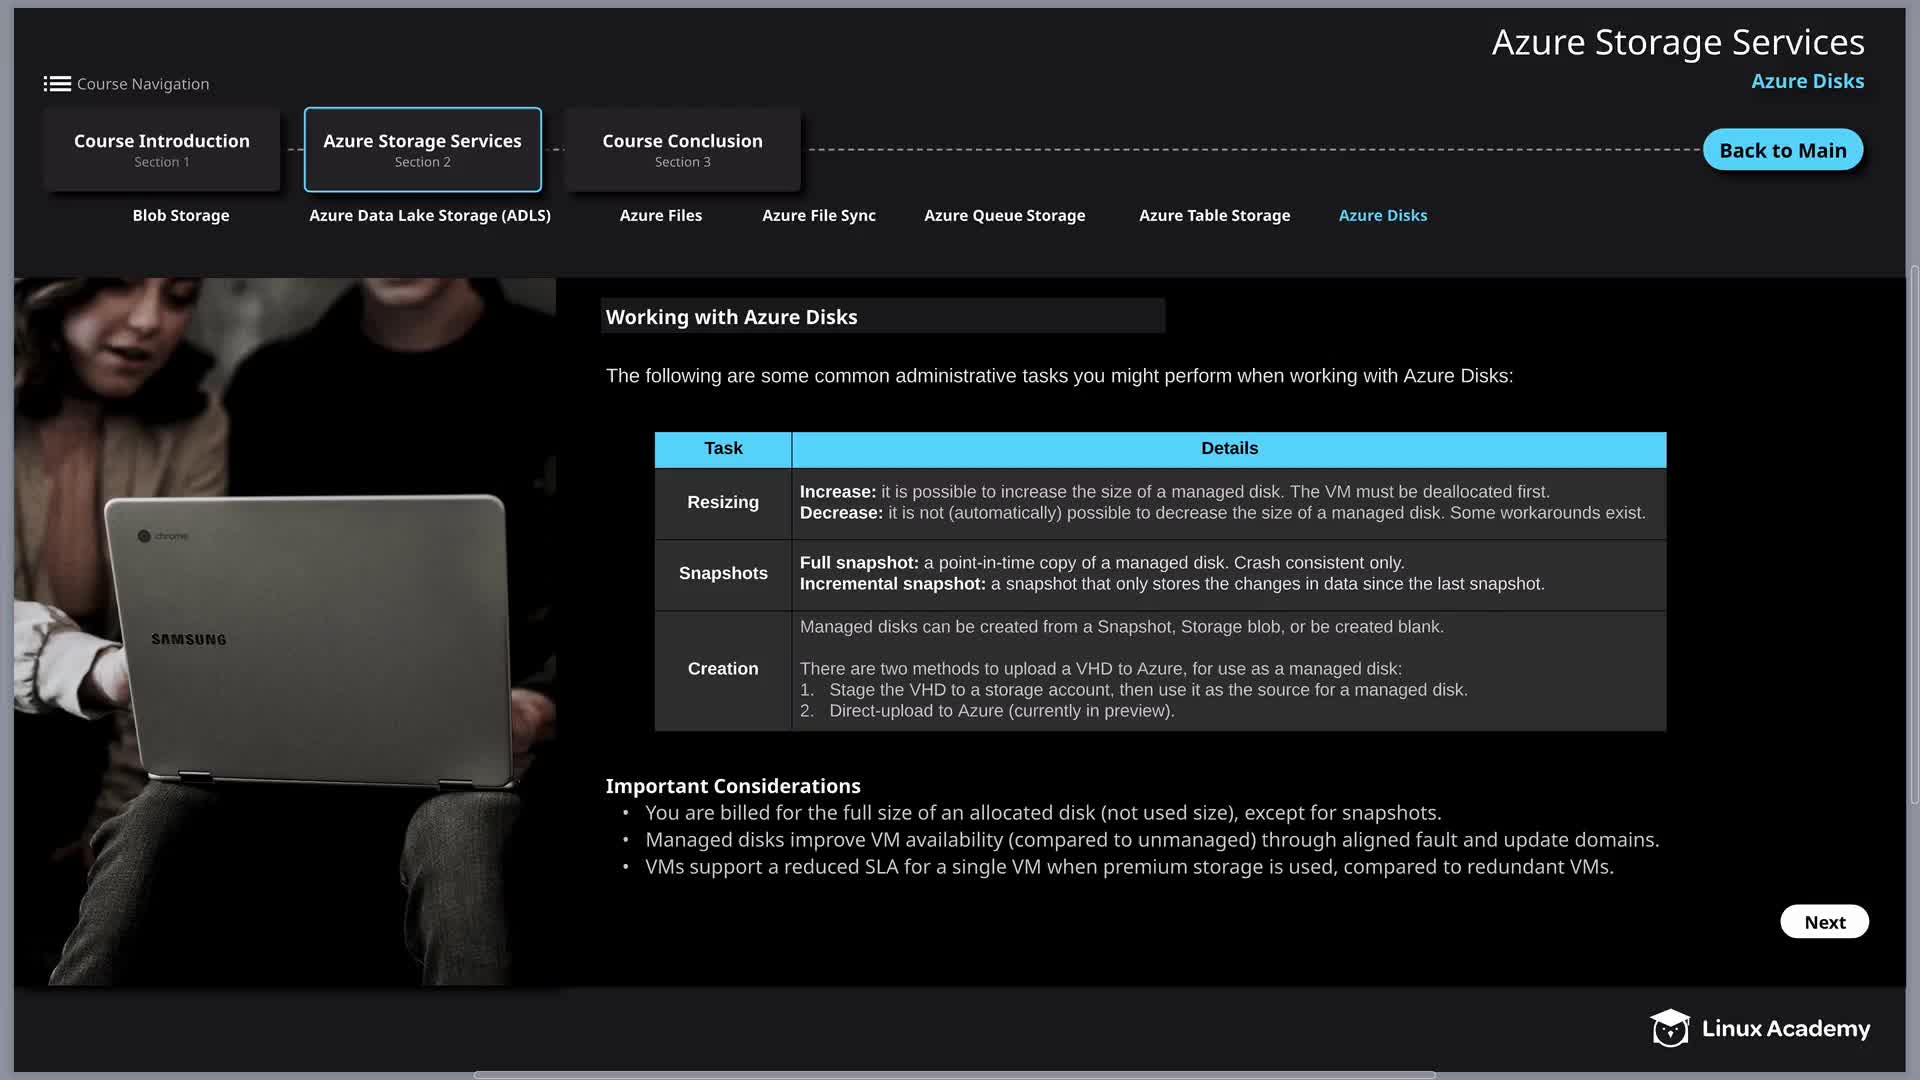 Azure Storage Services
Azure Disks
Course Navigation
Course Introduction
Section 1
Azure Storage Services
Section 2
Course Conclusion
Section 3
Back to Main
Blob Storage
Azure Data Lake Storage (ADLS)
Azure Files
Azure File Sync
Azure Queue Storage
Azure Table Storage
Azure Disks
chrome
SAMSUNG
Working with Azure Disks
The following are some common administrative tasks you might perform when working with Azure Disks:
Task
Details
Resizing
Increase: it is possible to increase the size of a managed disk. The VM must be deallocated first.
Decrease: it is not (automatically) possible to decrease the size of a managed disk. Some workarounds exist.
Snapshots
Full snapshot: a point-in-time copy of a managed disk. Crash consistent only.
Incremental snapshot: a snapshot that only stores the changes in data since the last snapshot.
Creation
Managed disks can be created from a Snapshot, Storage blob, or be created blank.
There are two methods to upload a VHD to Azure, for use as a managed disk:
1. Stage the VHD to a storage account, then use it as the source for a managed disk.
2. Direct-upload to Azure (currently in preview).
Important Considerations
• You are billed for the full size of an allocated disk (not used size), except for snapshots.
• Managed disks improve VM availability (compared to unmanaged) through aligned fault and update domains.
• VMs support a reduced SLA for a single VM when premium storage is used, compared to redundant VMs.
Next
Linux Academy